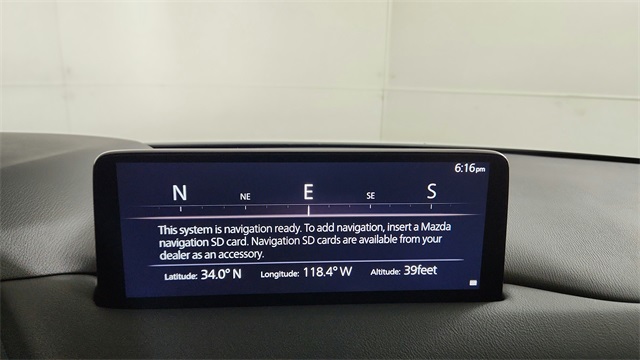 6:16pm
N NE E SE S
This system is navigation ready. To add navigation, insert a Mazda
navigation SD card. Navigation SD cards are available from your
dealer as an accessory.
Latitude: 34.0° N Longitude: 118.4° W Altitude: 39feet